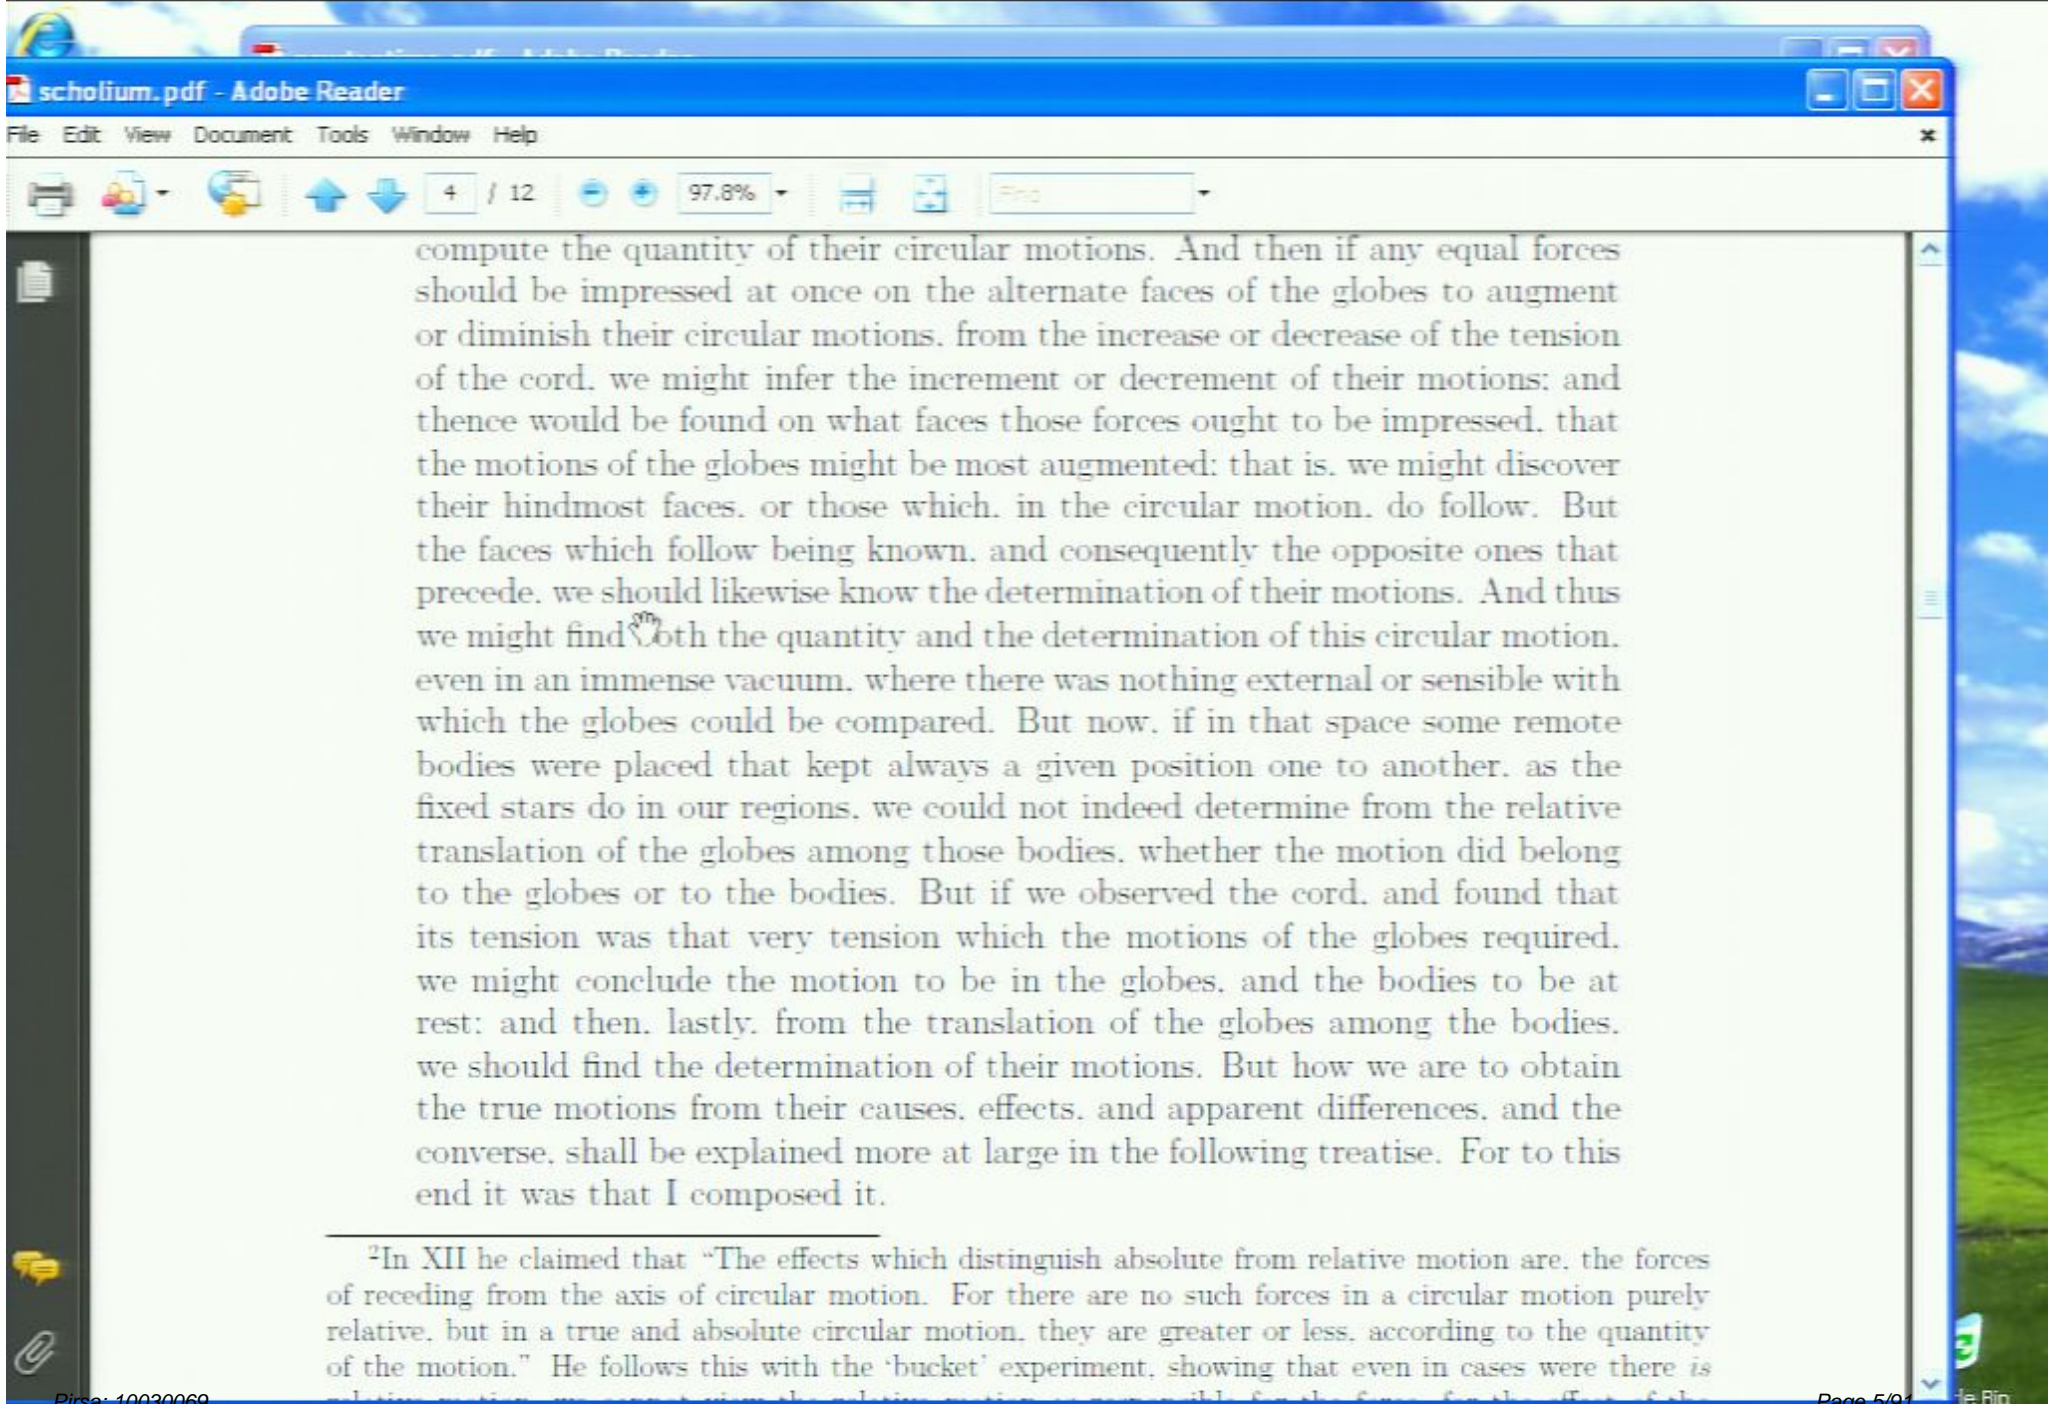 scholium.pdf - Adobe Reader
File Edit View Document Tools Window Help
4 / 12 97.8% Find
compute the quantity of their circular motions. And then if any equal forces
should be impressed at once on the alternate faces of the globes to augment
or diminish their circular motions, from the increase or decrease of the tension
of the cord, we might infer the increment or decrement of their motions; and
thence would be found on what faces those forces ought to be impressed, that
the motions of the globes might be most augmented; that is, we might discover
their hindmost faces, or those which, in the circular motion, do follow. But
the faces which follow being known, and consequently the opposite ones that
precede, we should likewise know the determination of their motions. And thus
we might find both the quantity and the determination of this circular motion,
even in an immense vacuum, where there was nothing external or sensible with
which the globes could be compared. But now, if in that space some remote
bodies were placed that kept always a given position one to another, as the
fixed stars do in our regions, we could not indeed determine from the relative
translation of the globes among those bodies, whether the motion did belong
to the globes or to the bodies. But if we observed the cord, and found that
its tension was that very tension which the motions of the globes required,
we might conclude the motion to be in the globes, and the bodies to be at
rest; and then, lastly, from the translation of the globes among the bodies,
we should find the determination of their motions. But how we are to obtain
the true motions from their causes, effects, and apparent differences, and the
converse, shall be explained more at large in the following treatise. For to this
end it was that I composed it.
²In XII he claimed that “The effects which distinguish absolute from relative motion are, the forces
of receding from the axis of circular motion. For there are no such forces in a circular motion purely
relative, but in a true and absolute circular motion, they are greater or less, according to the quantity
of the motion.” He follows this with the ‘bucket’ experiment, showing that even in cases were there is
Pirsa: 10030069
Page 5/91